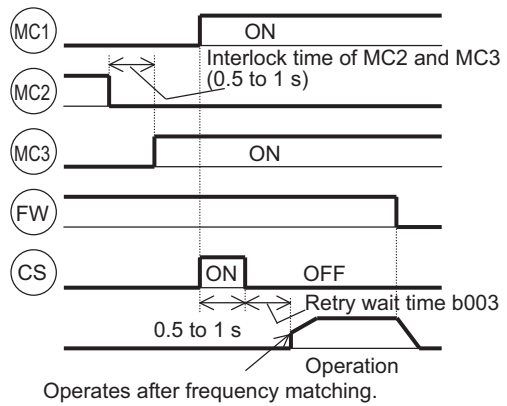 MC1
ON
Interlock time of MC2 and MC3
(0.5 to 1 s)
MC2
MC3
ON
FW
CS
ON
OFF
Retry wait time b003
0.5 to 1 s
Operation
Operates after frequency matching.